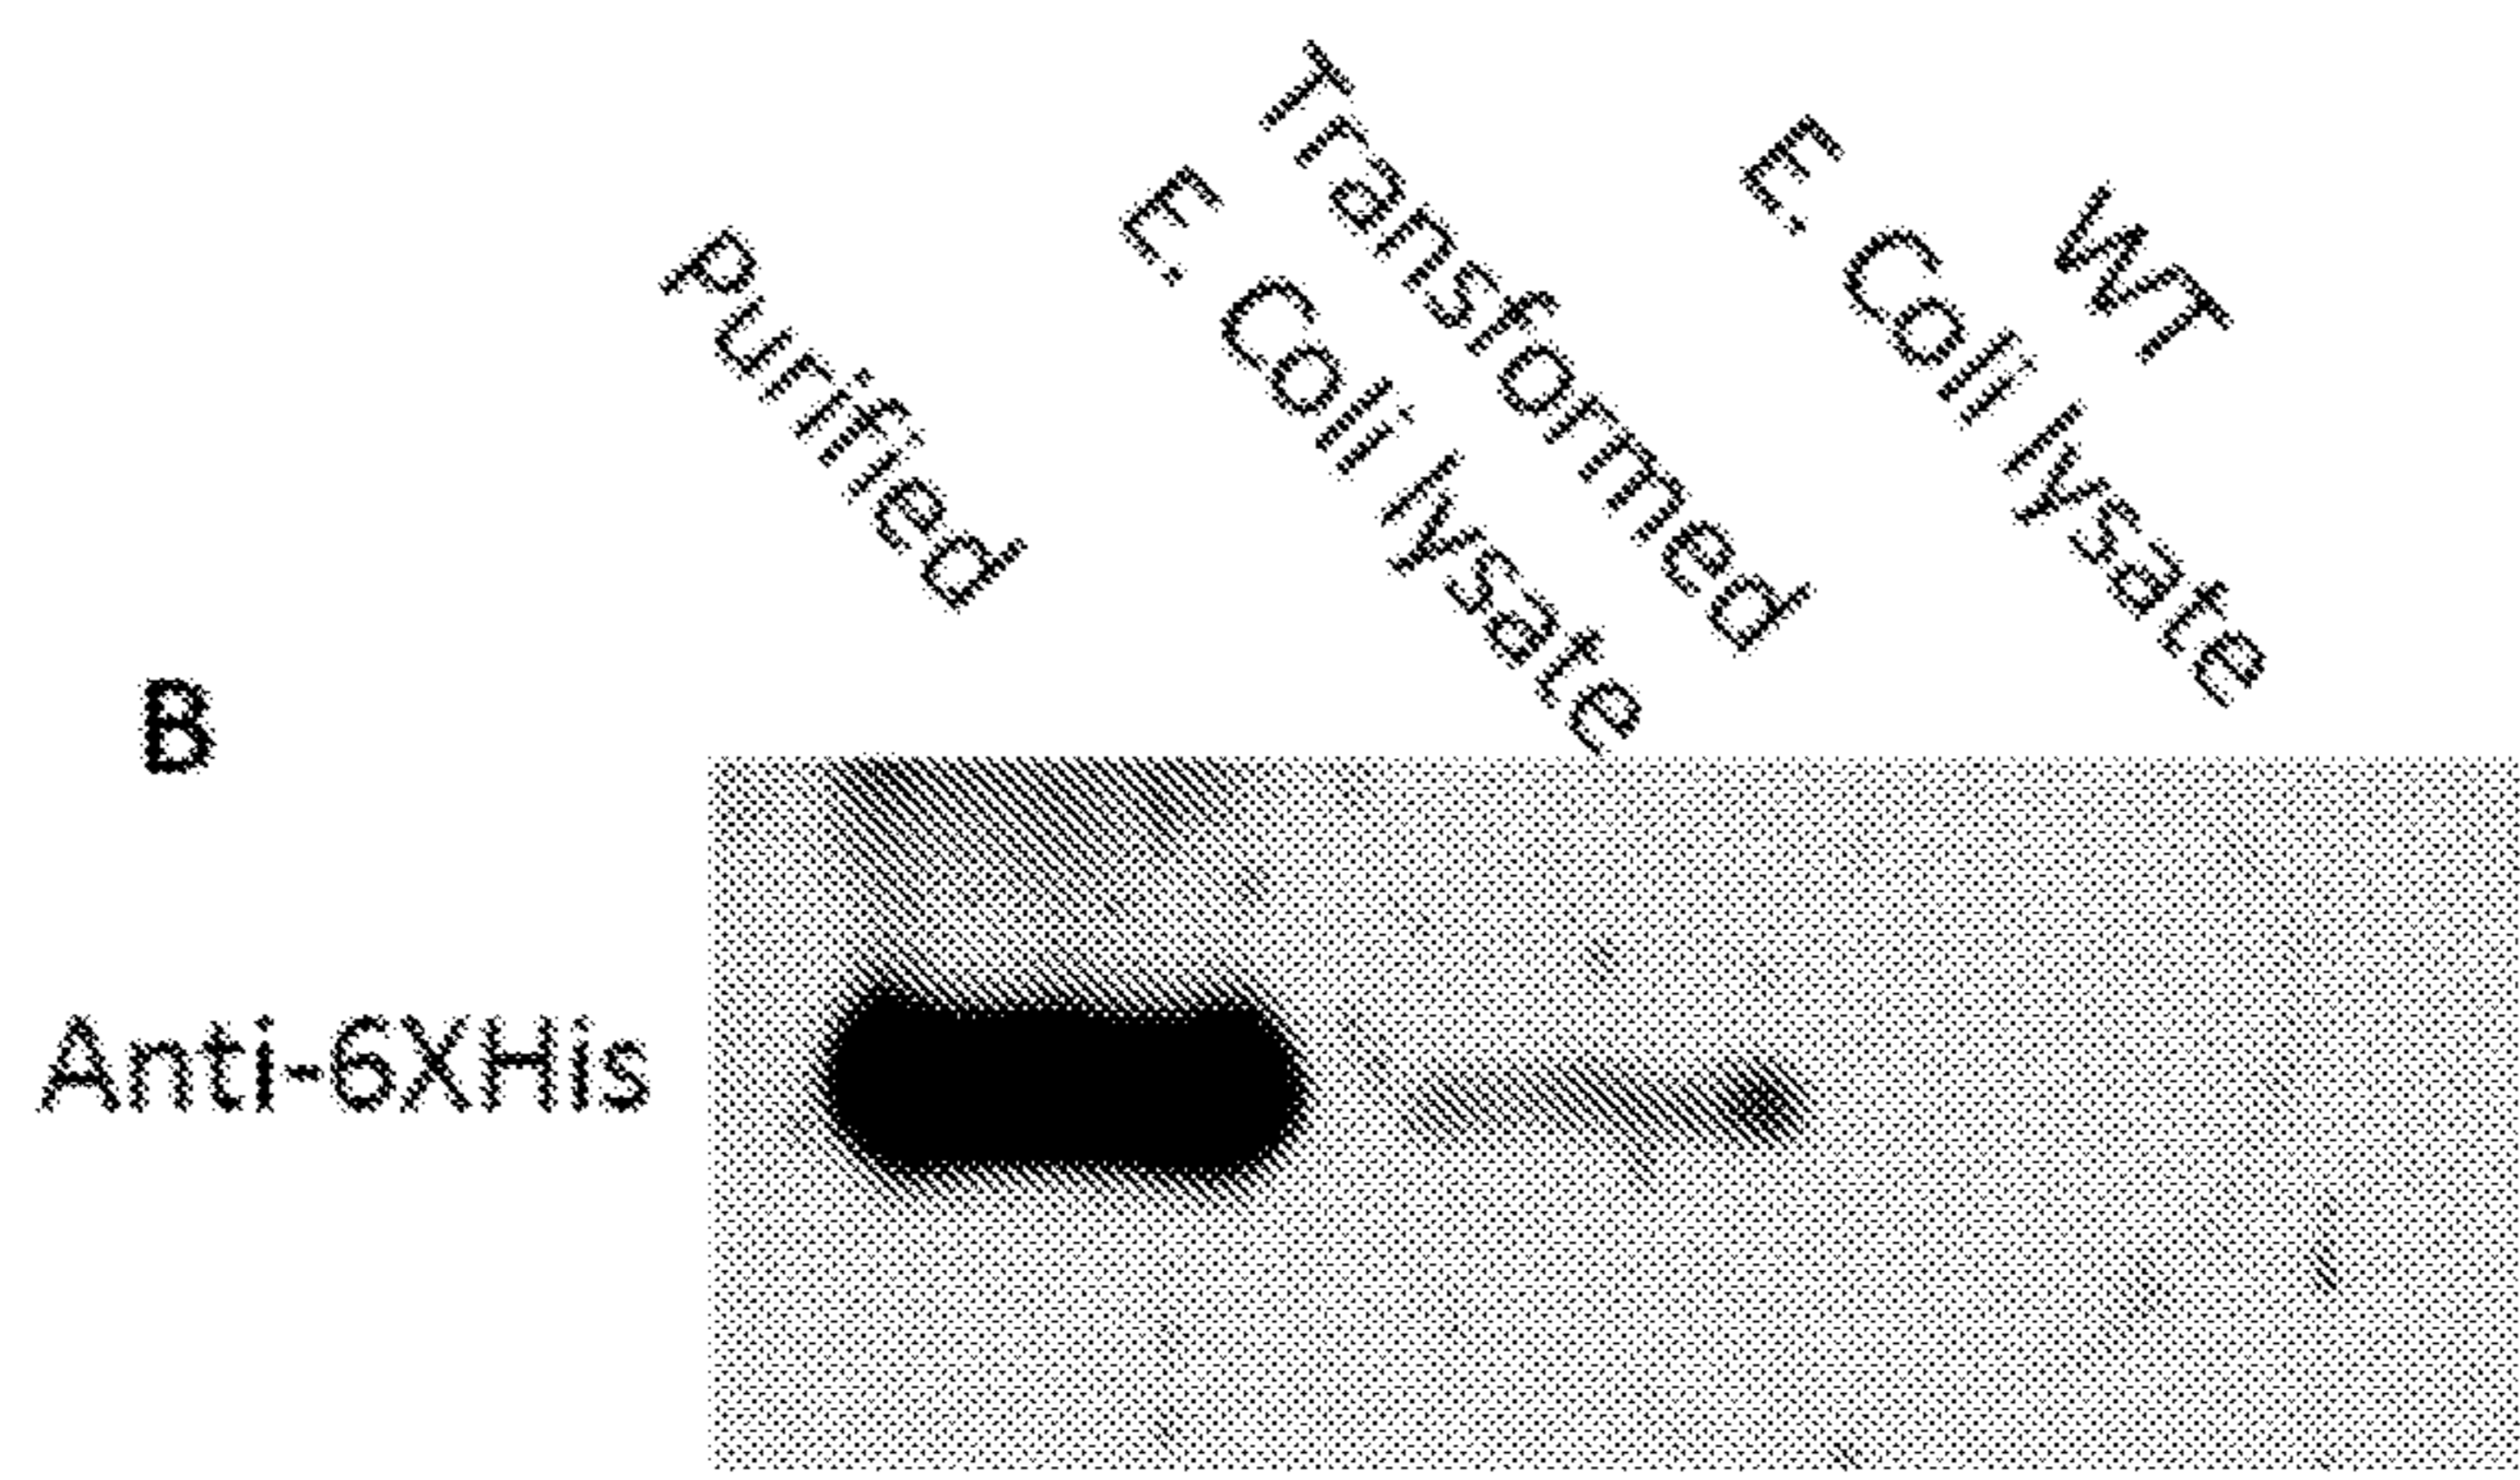 Purified
Transformed
E. Coli lysate
WT
E. Coli lysate
B
Anti-6XHis